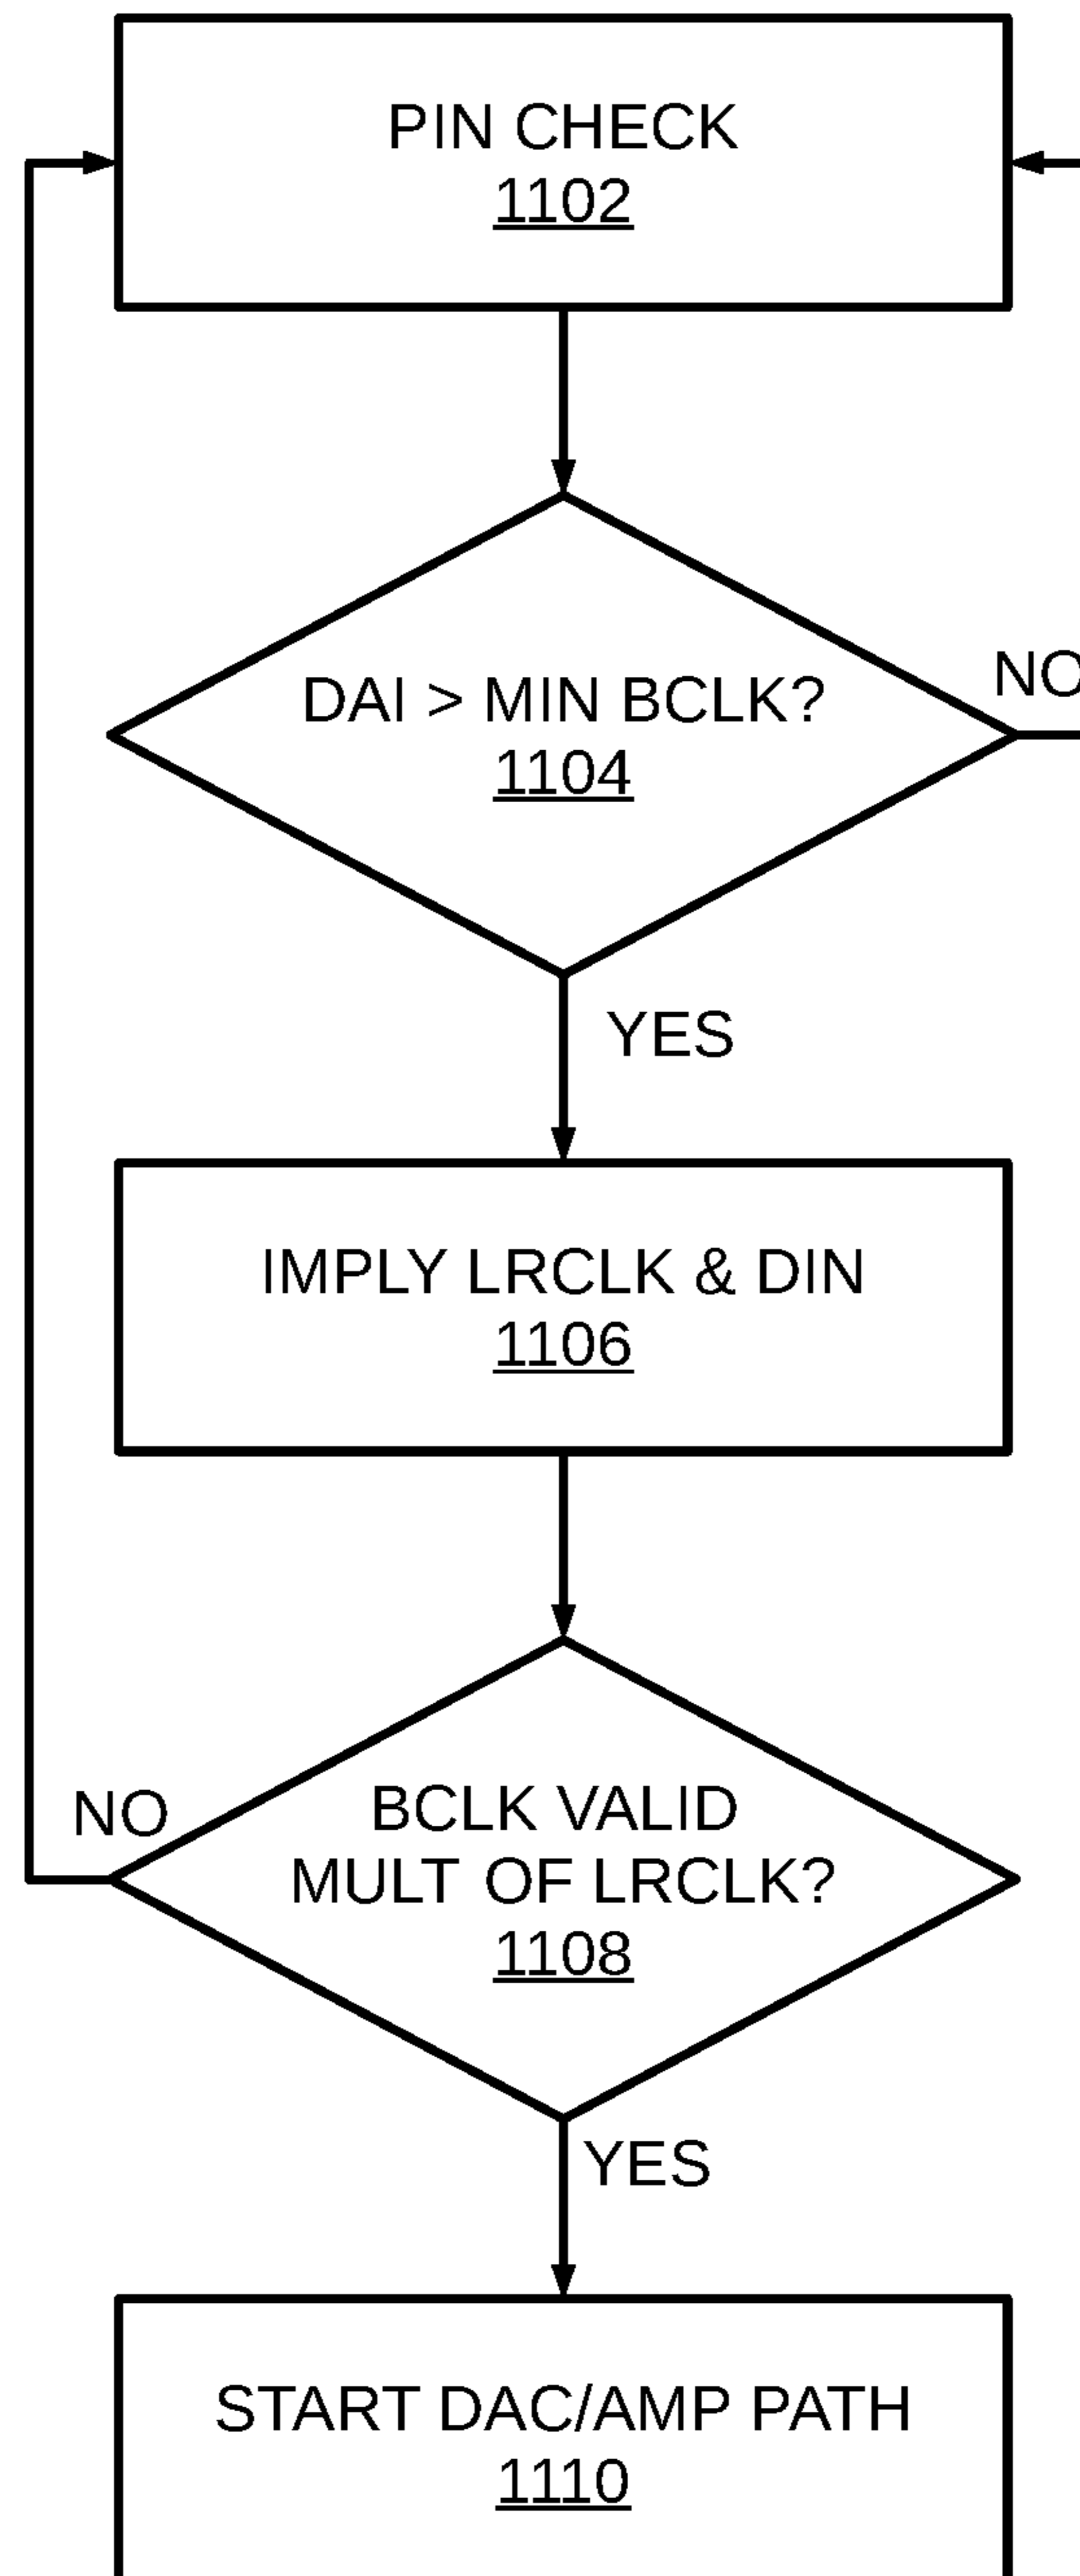 PIN CHECK
1102
DAI > MIN BCLK?
1104
NO
YES
IMPLY LRCLK & DIN
1106
BCLK VALID
MULT OF LRCLK?
1108
NO
YES
START DAC/AMP PATH
1110